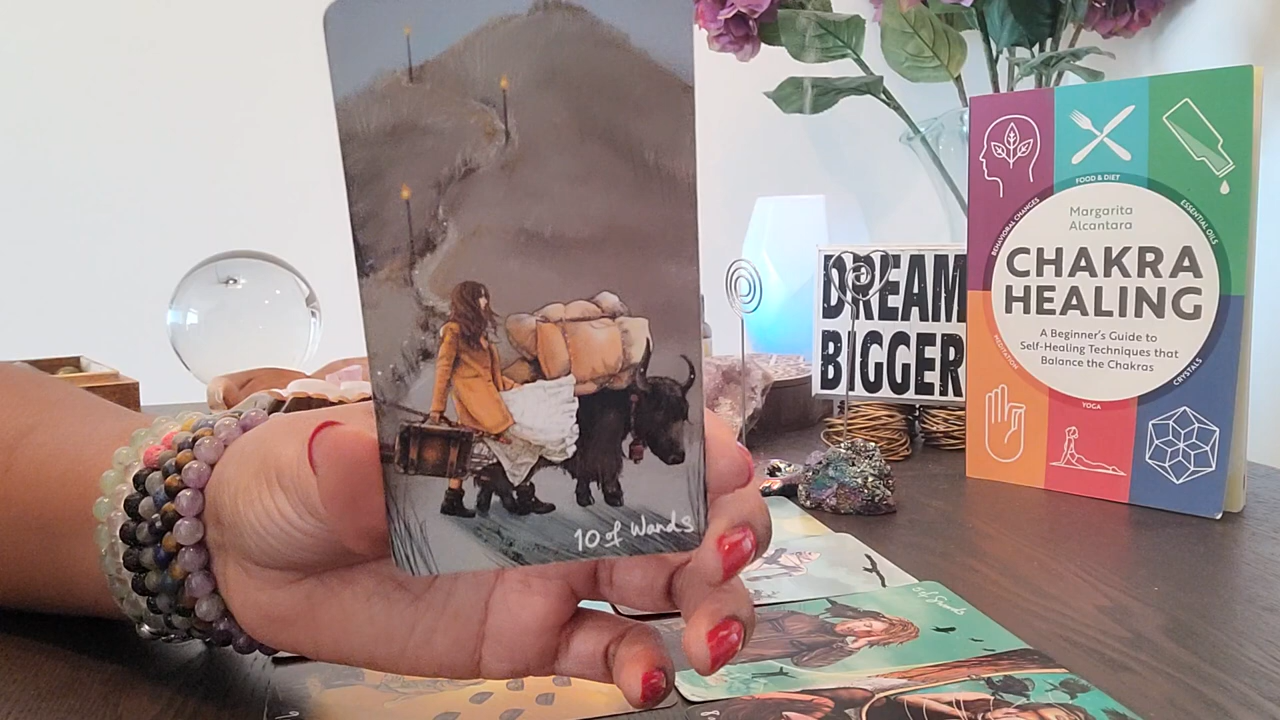 10 of Wands
DREAM
BIGGER
FOOD & DIET
BEHAVIORAL CHANGES
ESSENTIAL OILS
Margarita
Alcantara
CHAKRA
HEALING
A Beginner's Guide to
Self-Healing Techniques that
Balance the Chakras
MEDITATION
CRYSTALS
YOGA